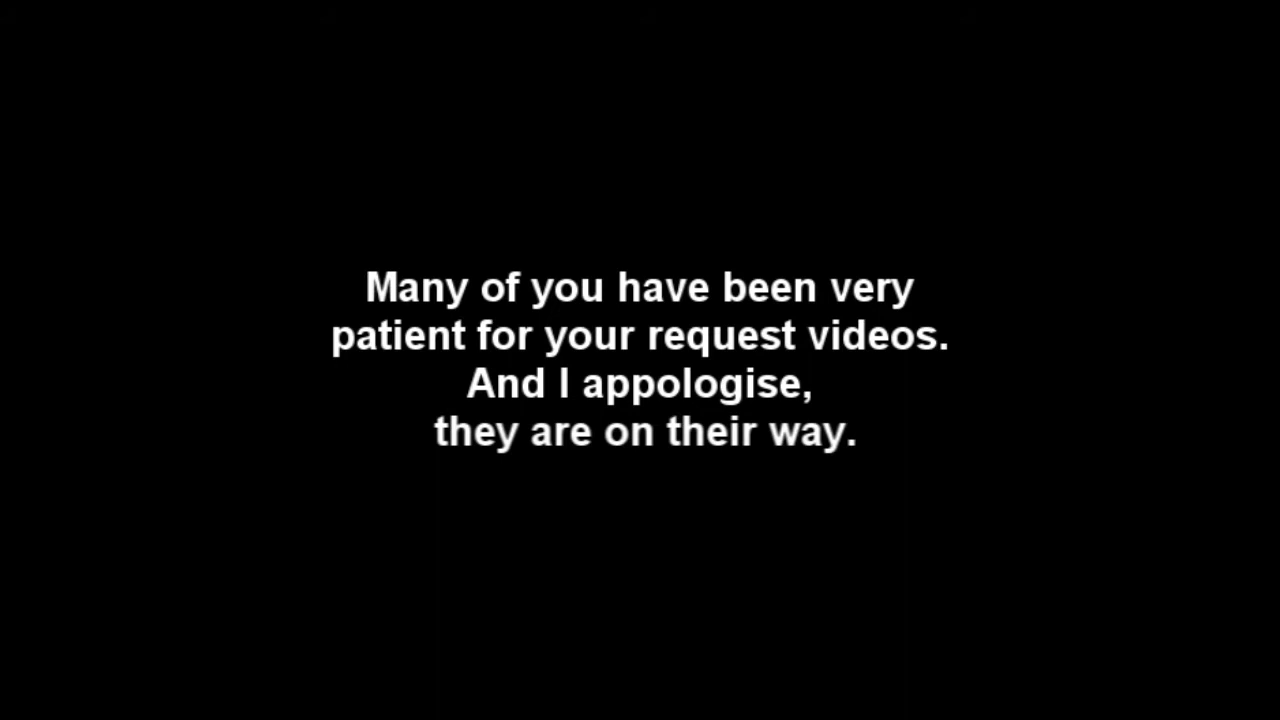 Many of you have been very
patient for your request videos.
And I appologise,
they are on their way.